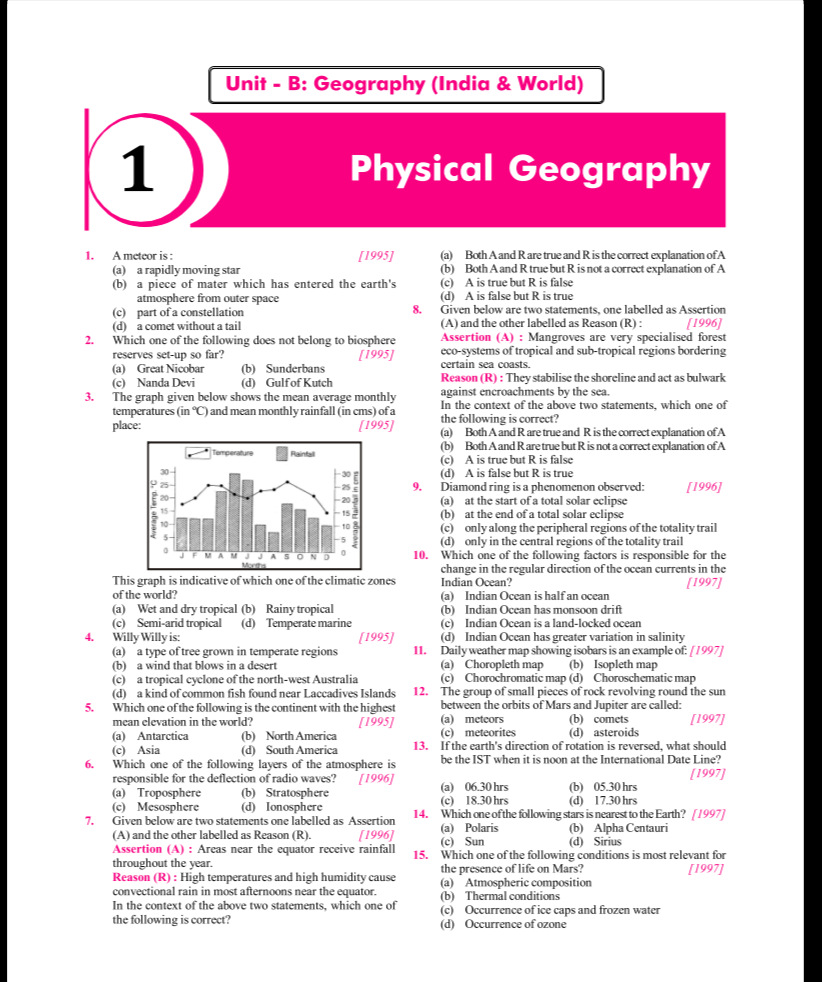 Unit - B: Geography (India & World)
1
Physical Geography
1. A meteor is : [1995]
(a) a rapidly moving star
(b) a piece of mater which has entered the earth's
atmosphere from outer space
(c) part of a constellation
(d) a comet without a tail
2. Which one of the following does not belong to biosphere
reserves set-up so far? [1995]
(a) Great Nicobar (b) Sunderbans
(c) Nanda Devi (d) Gulf of Kutch
3. The graph given below shows the mean average monthly
temperatures (in ºC) and mean monthly rainfall (in cms) of a
place: [1995]
Temperature Rainfall
Average Temp. °C
30
25
20
15
10
5
0
30
25
20
15
10
5
0
Average Rainfall in cms
J F M A M J J A S O N D
Months
This graph is indicative of which one of the climatic zones
of the world?
(a) Wet and dry tropical (b) Rainy tropical
(c) Semi-arid tropical (d) Temperate marine
4. Willy Willy is: [1995]
(a) a type of tree grown in temperate regions
(b) a wind that blows in a desert
(c) a tropical cyclone of the north-west Australia
(d) a kind of common fish found near Laccadives Islands
5. Which one of the following is the continent with the highest
mean elevation in the world? [1995]
(a) Antarctica (b) North America
(c) Asia (d) South America
6. Which one of the following layers of the atmosphere is
responsible for the deflection of radio waves? [1996]
(a) Troposphere (b) Stratosphere
(c) Mesosphere (d) Ionosphere
7. Given below are two statements one labelled as Assertion
(A) and the other labelled as Reason (R). [1996]
Assertion (A) : Areas near the equator receive rainfall
throughout the year.
Reason (R) : High temperatures and high humidity cause
convectional rain in most afternoons near the equator.
In the context of the above two statements, which one of
the following is correct?
(a) Both A and R are true and R is the correct explanation of A
(b) Both A and R true but R is not a correct explanation of A
(c) A is true but R is false
(d) A is false but R is true
8. Given below are two statements, one labelled as Assertion
(A) and the other labelled as Reason (R) : [1996]
Assertion (A) : Mangroves are very specialised forest
eco-systems of tropical and sub-tropical regions bordering
certain sea coasts.
Reason (R) : They stabilise the shoreline and act as bulwark
against encroachments by the sea.
In the context of the above two statements, which one of
the following is correct?
(a) Both A and R are true and R is the correct explanation of A
(b) Both A and R are true but R is not a correct explanation of A
(c) A is true but R is false
(d) A is false but R is true
9. Diamond ring is a phenomenon observed: [1996]
(a) at the start of a total solar eclipse
(b) at the end of a total solar eclipse
(c) only along the peripheral regions of the totality trail
(d) only in the central regions of the totality trail
10. Which one of the following factors is responsible for the
change in the regular direction of the ocean currents in the
Indian Ocean? [1997]
(a) Indian Ocean is half an ocean
(b) Indian Ocean has monsoon drift
(c) Indian Ocean is a land-locked ocean
(d) Indian Ocean has greater variation in salinity
11. Daily weather map showing isobars is an example of: [1997]
(a) Choropleth map (b) Isopleth map
(c) Chorochromatic map (d) Choroschematic map
12. The group of small pieces of rock revolving round the sun
between the orbits of Mars and Jupiter are called:
(a) meteors (b) comets [1997]
(c) meteorites (d) asteroids
13. If the earth's direction of rotation is reversed, what should
be the IST when it is noon at the International Date Line?
[1997]
(a) 06.30 hrs (b) 05.30 hrs
(c) 18.30 hrs (d) 17.30 hrs
14. Which one of the following stars is nearest to the Earth? [1997]
(a) Polaris (b) Alpha Centauri
(c) Sun (d) Sirius
15. Which one of the following conditions is most relevant for
the presence of life on Mars? [1997]
(a) Atmospheric composition
(b) Thermal conditions
(c) Occurrence of ice caps and frozen water
(d) Occurrence of ozone